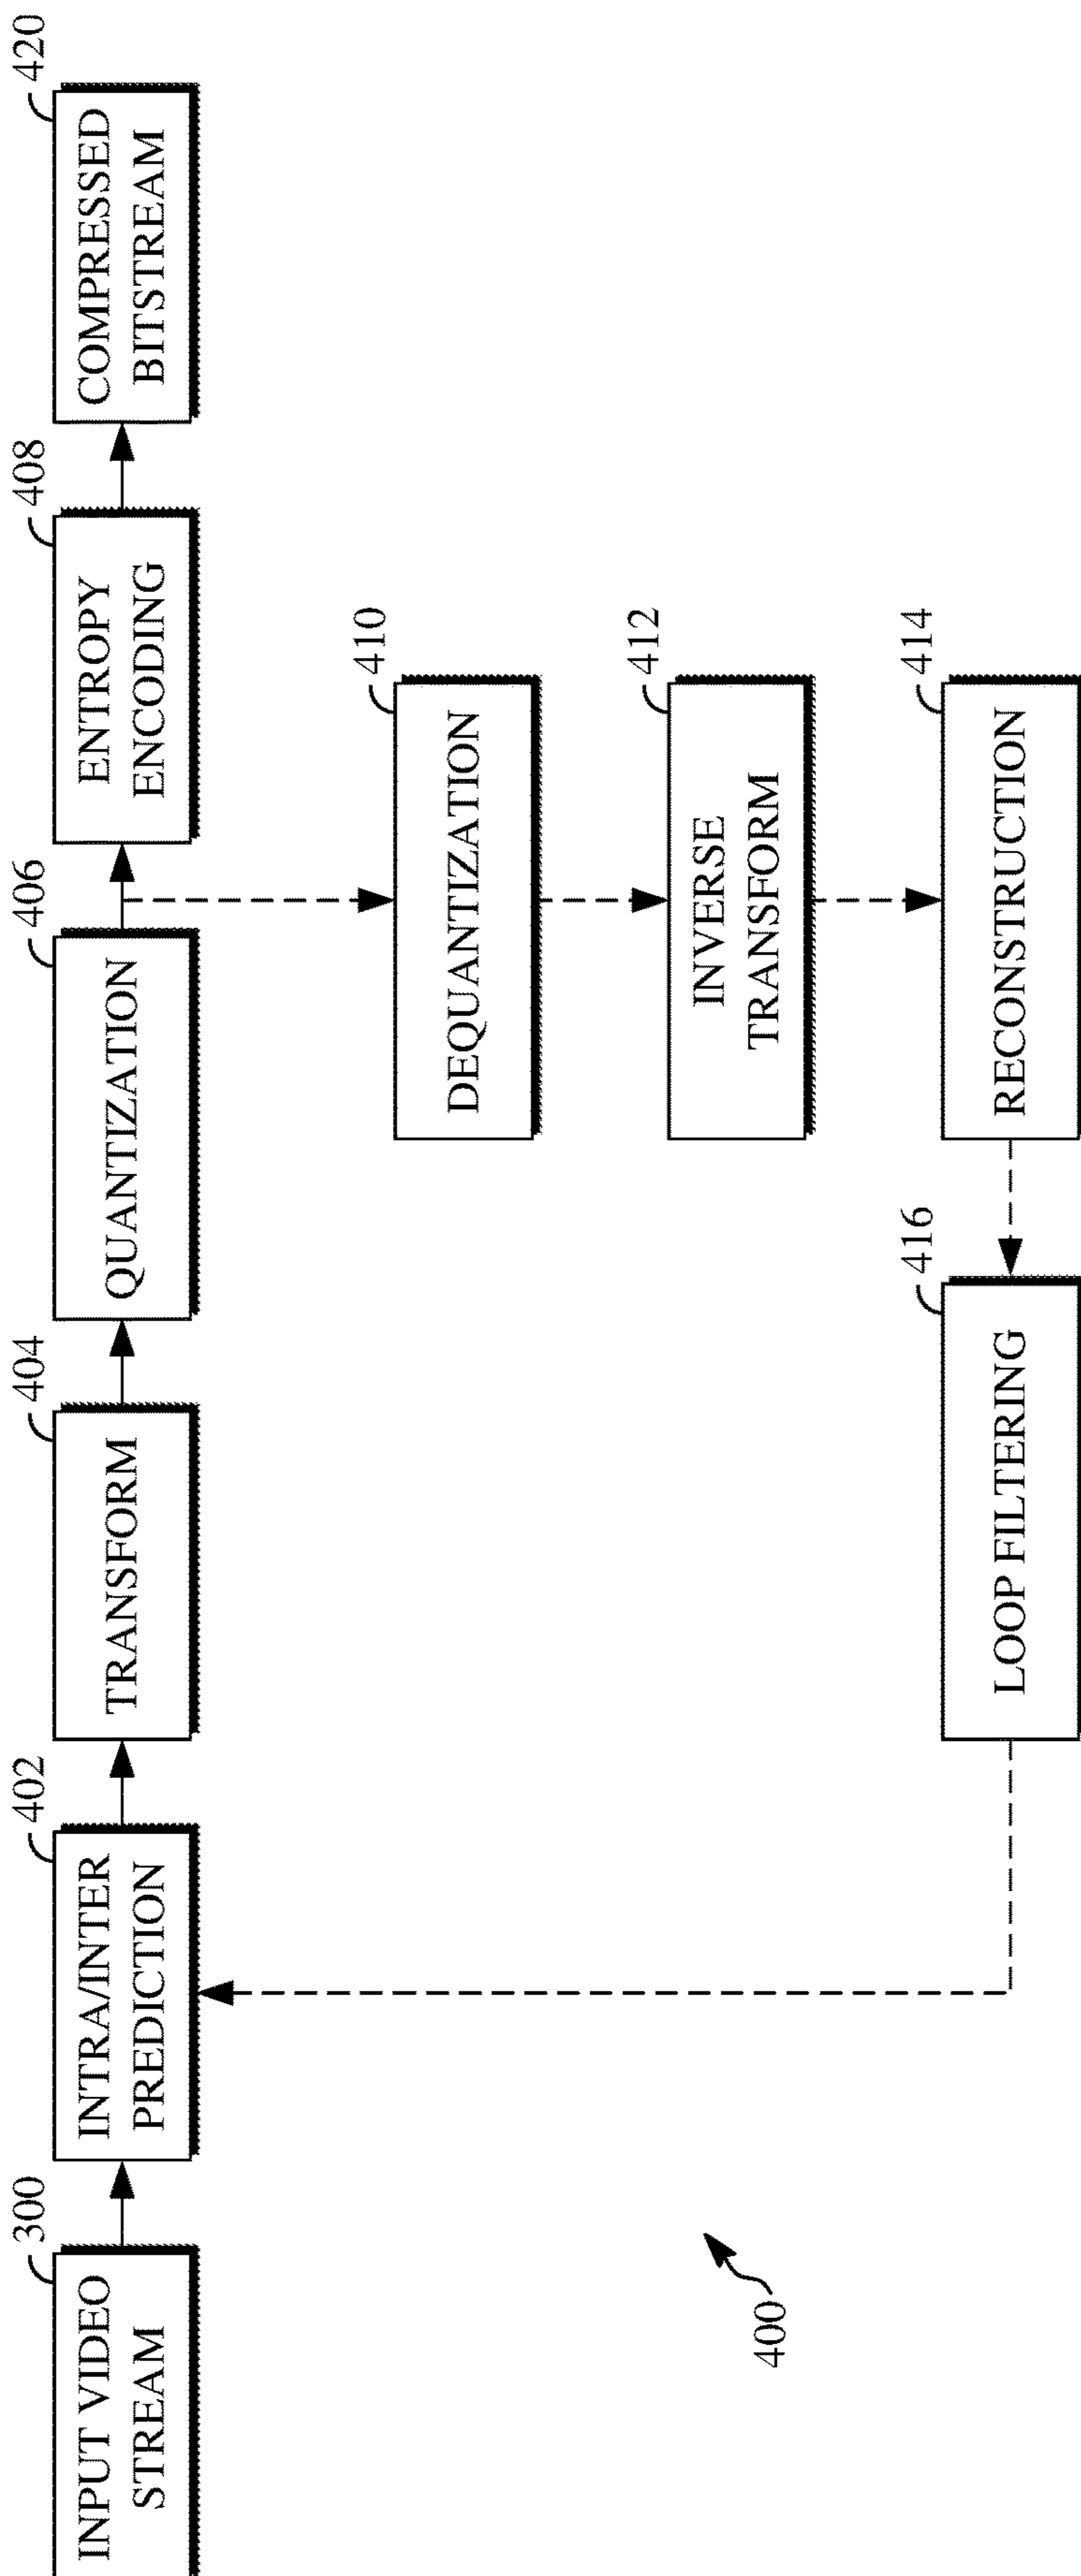 300
INPUT VIDEO
STREAM
402
INTRA/INTER
PREDICTION
404
TRANSFORM
406
QUANTIZATION
408
ENTROPY
ENCODING
420
COMPRESSED
BITSTREAM
410
DEQUANTIZATION
412
INVERSE
TRANSFORM
414
RECONSTRUCTION
416
LOOP FILTERING
400